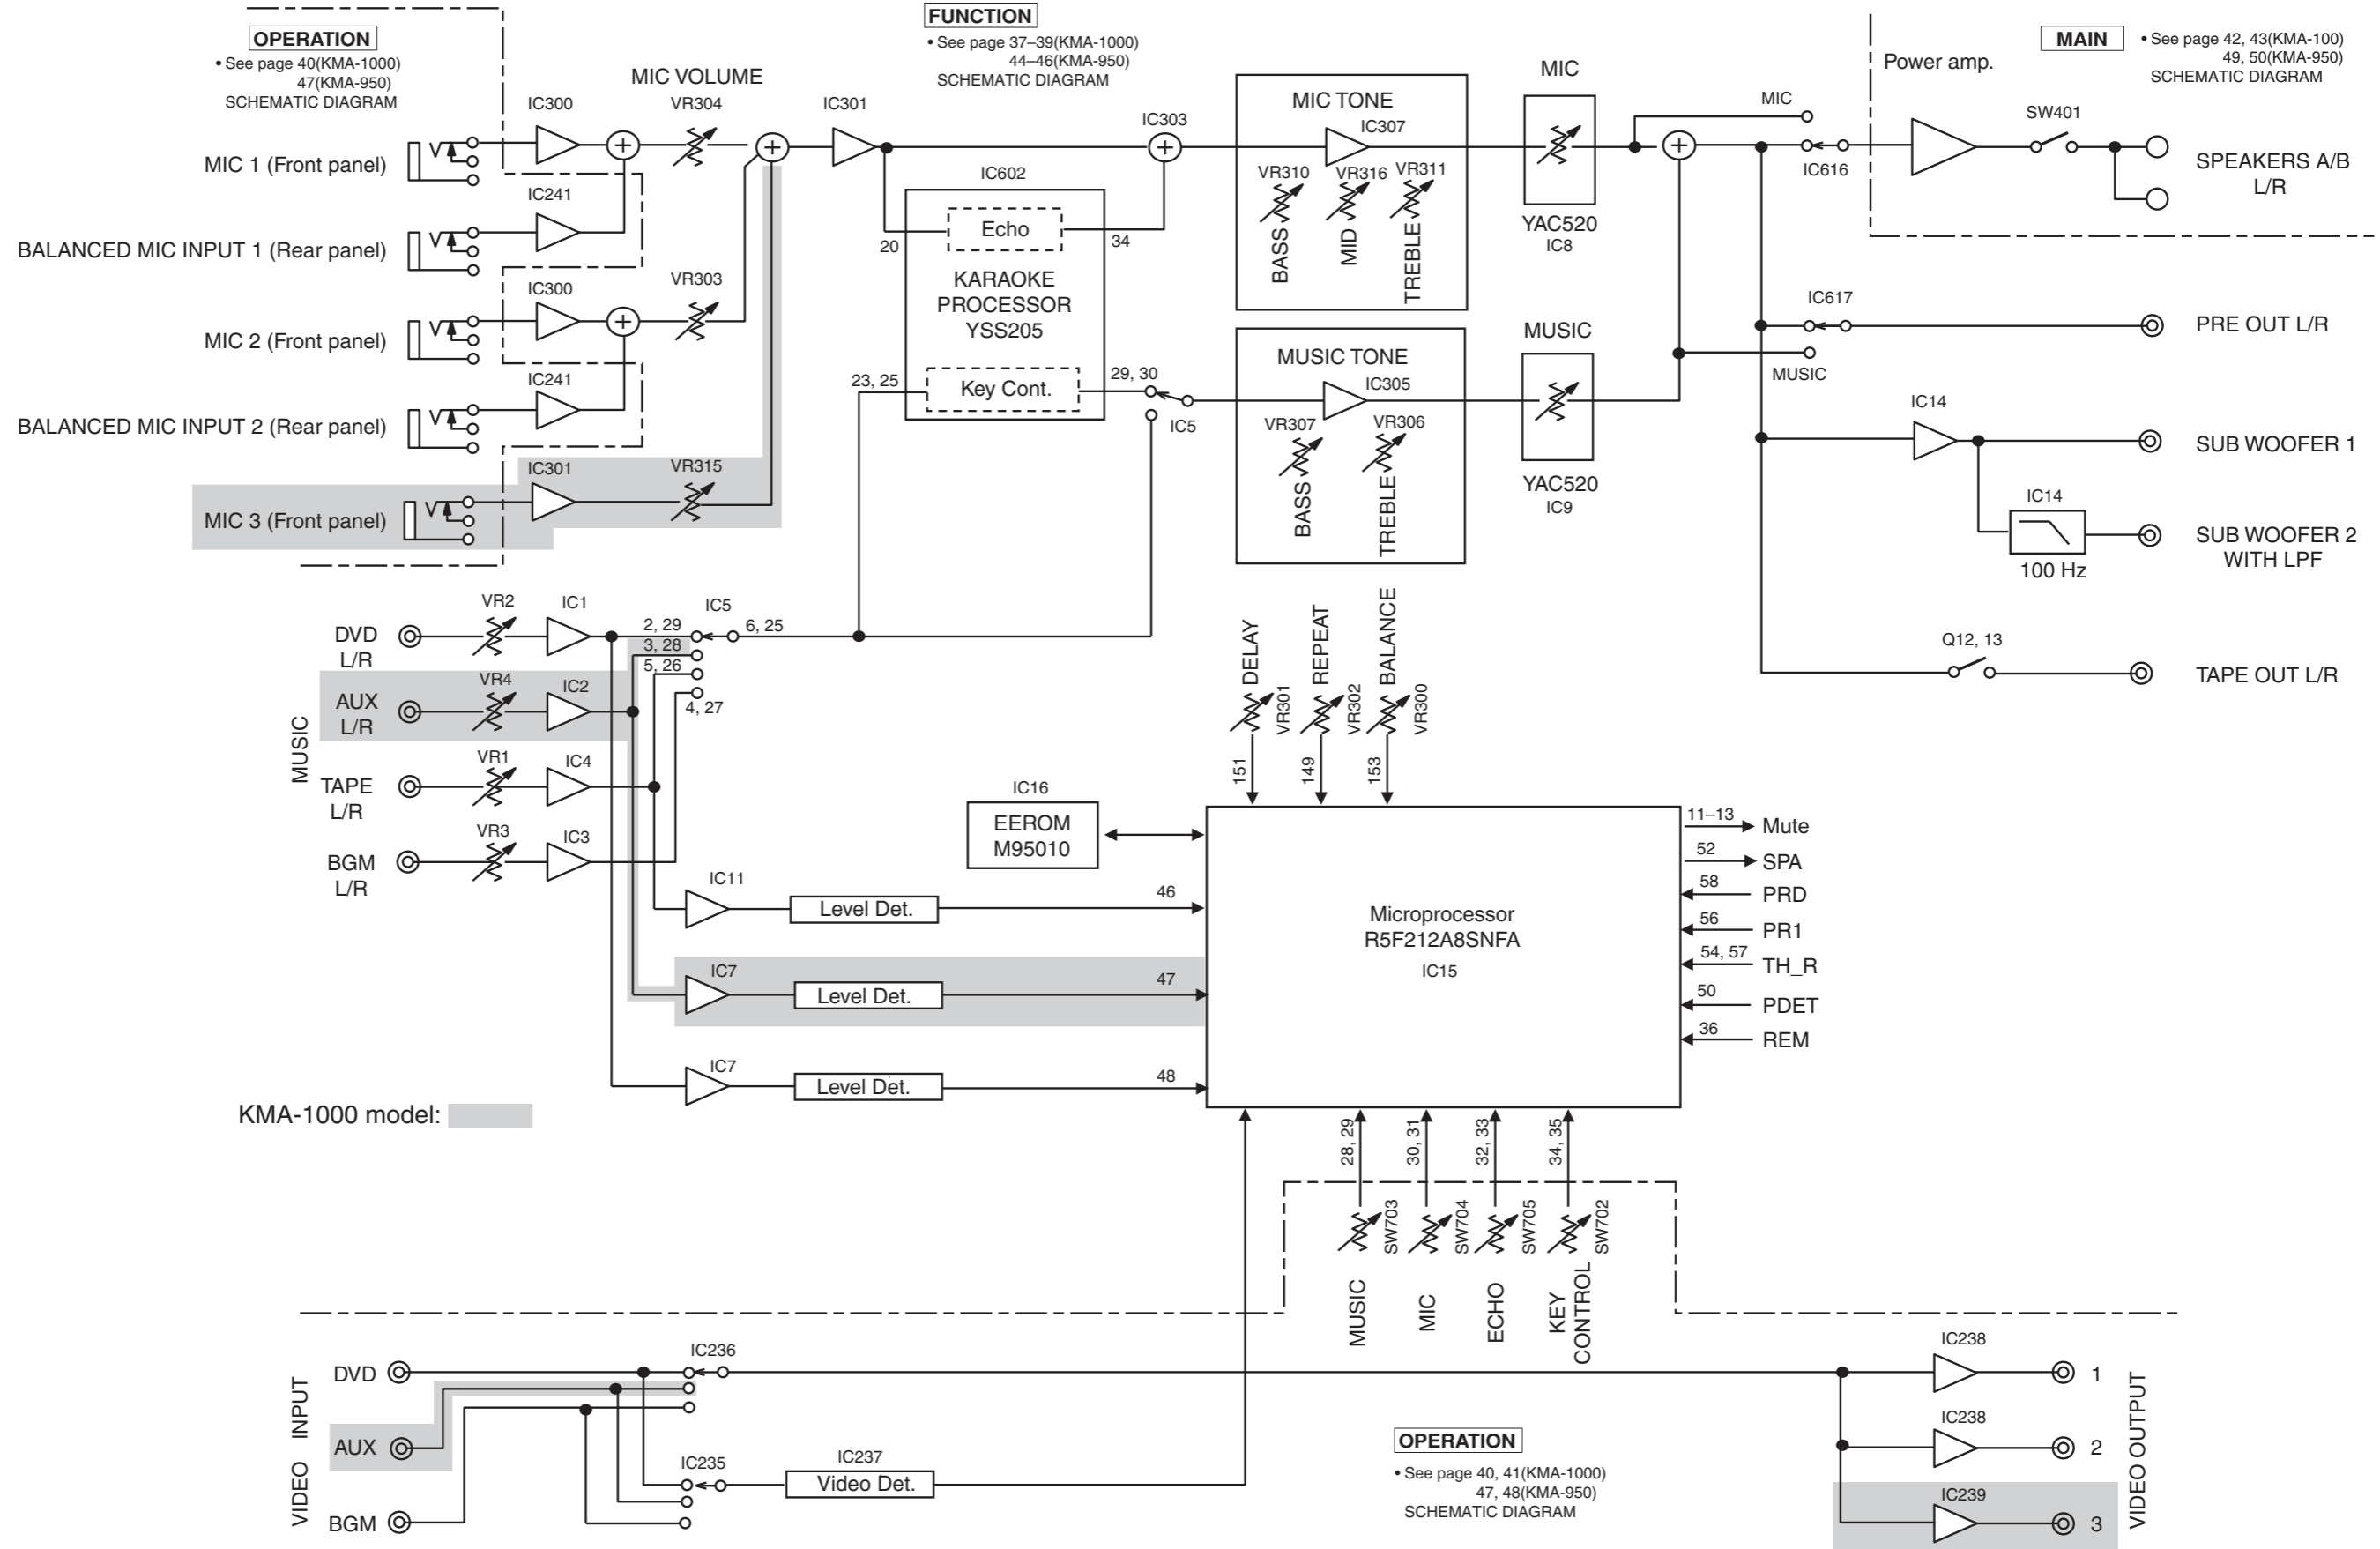 OPERATION
• See page 40(KMA-1000)
47(KMA-950)
SCHEMATIC DIAGRAM
FUNCTION
• See page 37–39(KMA-1000)
44–46(KMA-950)
SCHEMATIC DIAGRAM
MAIN
• See page 42, 43(KMA-100)
49, 50(KMA-950)
SCHEMATIC DIAGRAM
Power amp.
MIC VOLUME
IC300
VR304
IC301
IC303
MIC 1 (Front panel)
IC241
BALANCED MIC INPUT 1 (Rear panel)
IC300
VR303
MIC 2 (Front panel)
IC241
BALANCED MIC INPUT 2 (Rear panel)
IC301
VR315
MIC 3 (Front panel)
IC602
Echo
20
34
KARAOKE
PROCESSOR
YSS205
23, 25
Key Cont.
29, 30
IC5
MIC TONE
IC307
VR310
VR316
VR311
BASS
MID
TREBLE
MIC
YAC520
IC8
MUSIC TONE
IC305
VR307
VR306
BASS
TREBLE
MUSIC
YAC520
IC9
MIC
IC616
SW401
SPEAKERS A/B
L/R
IC617
PRE OUT L/R
MUSIC
IC14
SUB WOOFER 1
IC14
100 Hz
SUB WOOFER 2
WITH LPF
Q12, 13
TAPE OUT L/R
MUSIC
DVD
L/R
VR2
IC1
2, 29
IC5
6, 25
3, 28
5, 26
4, 27
AUX
L/R
VR4
IC2
TAPE
L/R
VR1
IC4
BGM
L/R
VR3
IC3
IC11
Level Det.
46
IC7
Level Det.
47
IC7
Level Det.
48
KMA-1000 model:
DELAY
VR301
151
REPEAT
VR302
149
BALANCE
VR300
153
IC16
EEROM
M95010
Microprocessor
R5F212A8SNFA
IC15
11–13
Mute
52
SPA
58
PRD
56
PR1
54, 57
TH_R
50
PDET
36
REM
28, 29
30, 31
32, 33
34, 35
SW703
SW704
SW705
SW702
MUSIC
MIC
ECHO
KEY
CONTROL
VIDEO INPUT
DVD
IC236
AUX
BGM
IC235
IC237
Video Det.
OPERATION
• See page 40, 41(KMA-1000)
47, 48(KMA-950)
SCHEMATIC DIAGRAM
IC238
1
IC238
2
IC239
3
VIDEO OUTPUT